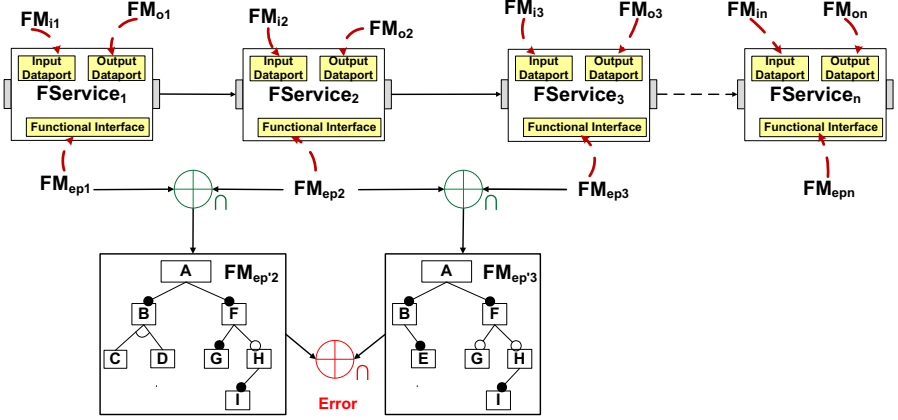 FMi1
FMo1
FMi2
FMo2
FMi3
FMo3
FMin
FMon
Input Dataport
Output Dataport
Input Dataport
Output Dataport
Input Dataport
Output Dataport
Input Dataport
Output Dataport
FService1
FService2
FService3
FServicen
Functional Interface
Functional Interface
Functional Interface
Functional Interface
FMep1
FMep2
FMep3
FMepn
∩
∩
A
FMep'2
B
F
C
D
G
H
I
A
FMep'3
B
F
E
G
H
I
∩
Error